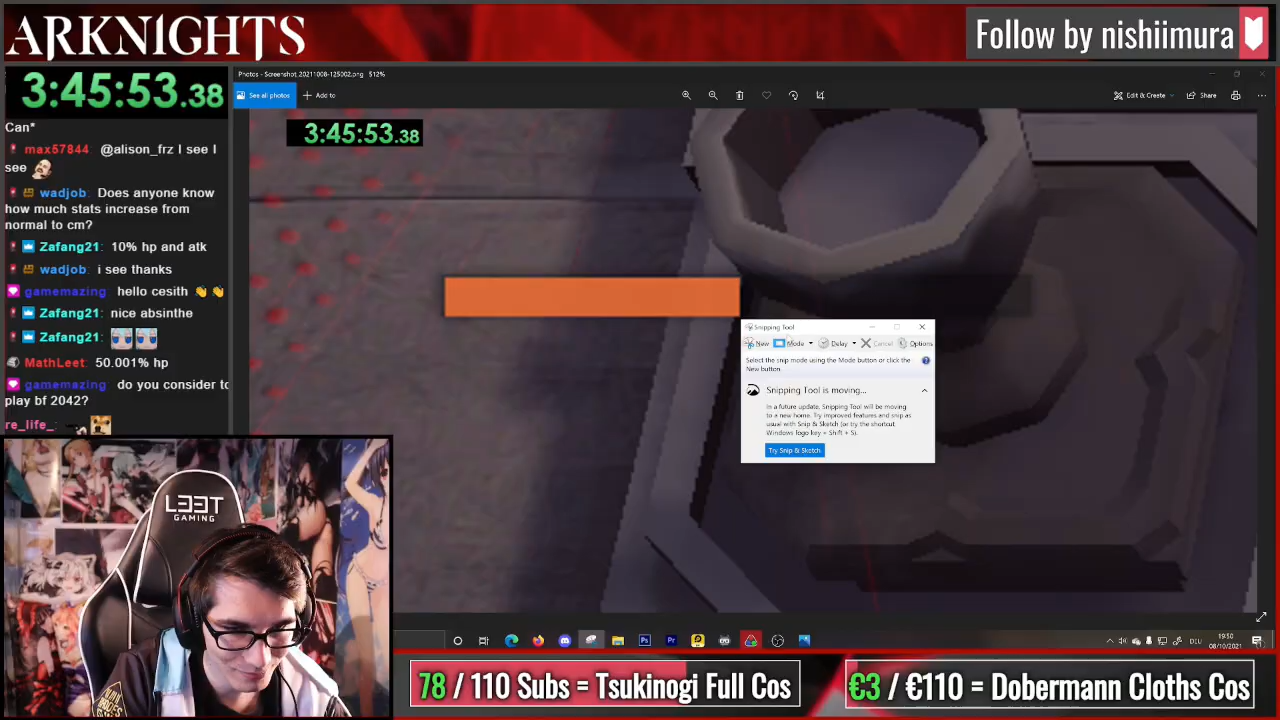 ARKNIGHTS
Follow by nishiimura
3:45:53.38
Photos - Screenshot_20211008-125002.png 512%
See all photos
Add to
Edit & Create
Share
3:45:53.38
Can*
max57844: @alison_frz I see I
see
wadjob: Does anyone know
how much stats increase from
normal to cm?
Zafang21: 10% hp and atk
wadjob: i see thanks
gamemazing: hello cesith
Zafang21: nice absinthe
Zafang21:
MathLeet: 50.001% hp
gamemazing: do you consider to
play bf 2042?
re_life_:
Snipping Tool
New
Mode
Delay
Cancel
Options
Select the snip mode using the Mode button or click the
New button.
Snipping Tool is moving...
In a future update, Snipping Tool will be moving
to a new home. Try improved features and snip as
usual with Snip & Sketch (or try the shortcut
Windows logo key + Shift + S).
Try Snip & Sketch
L33T
GAMING
DEU
19:50
08/10/2021
78 / 110 Subs = Tsukinogi Full Cos
€3 / €110 = Dobermann Cloths Cos